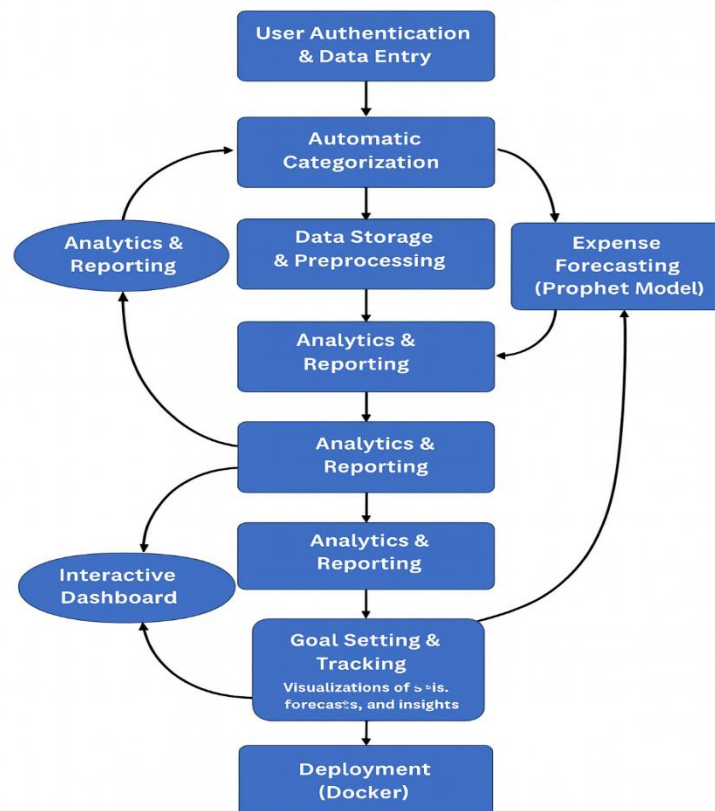 User Authentication
& Data Entry
Automatic
Categorization
Analytics &
Reporting
Data Storage
& Preprocessing
Expense
Forecasting
(Prophet Model)
Analytics &
Reporting
Analytics &
Reporting
Analytics &
Reporting
Interactive
Dashboard
Goal Setting &
Tracking
Visualizations of
forecasts, and insights
Deployment
(Docker)